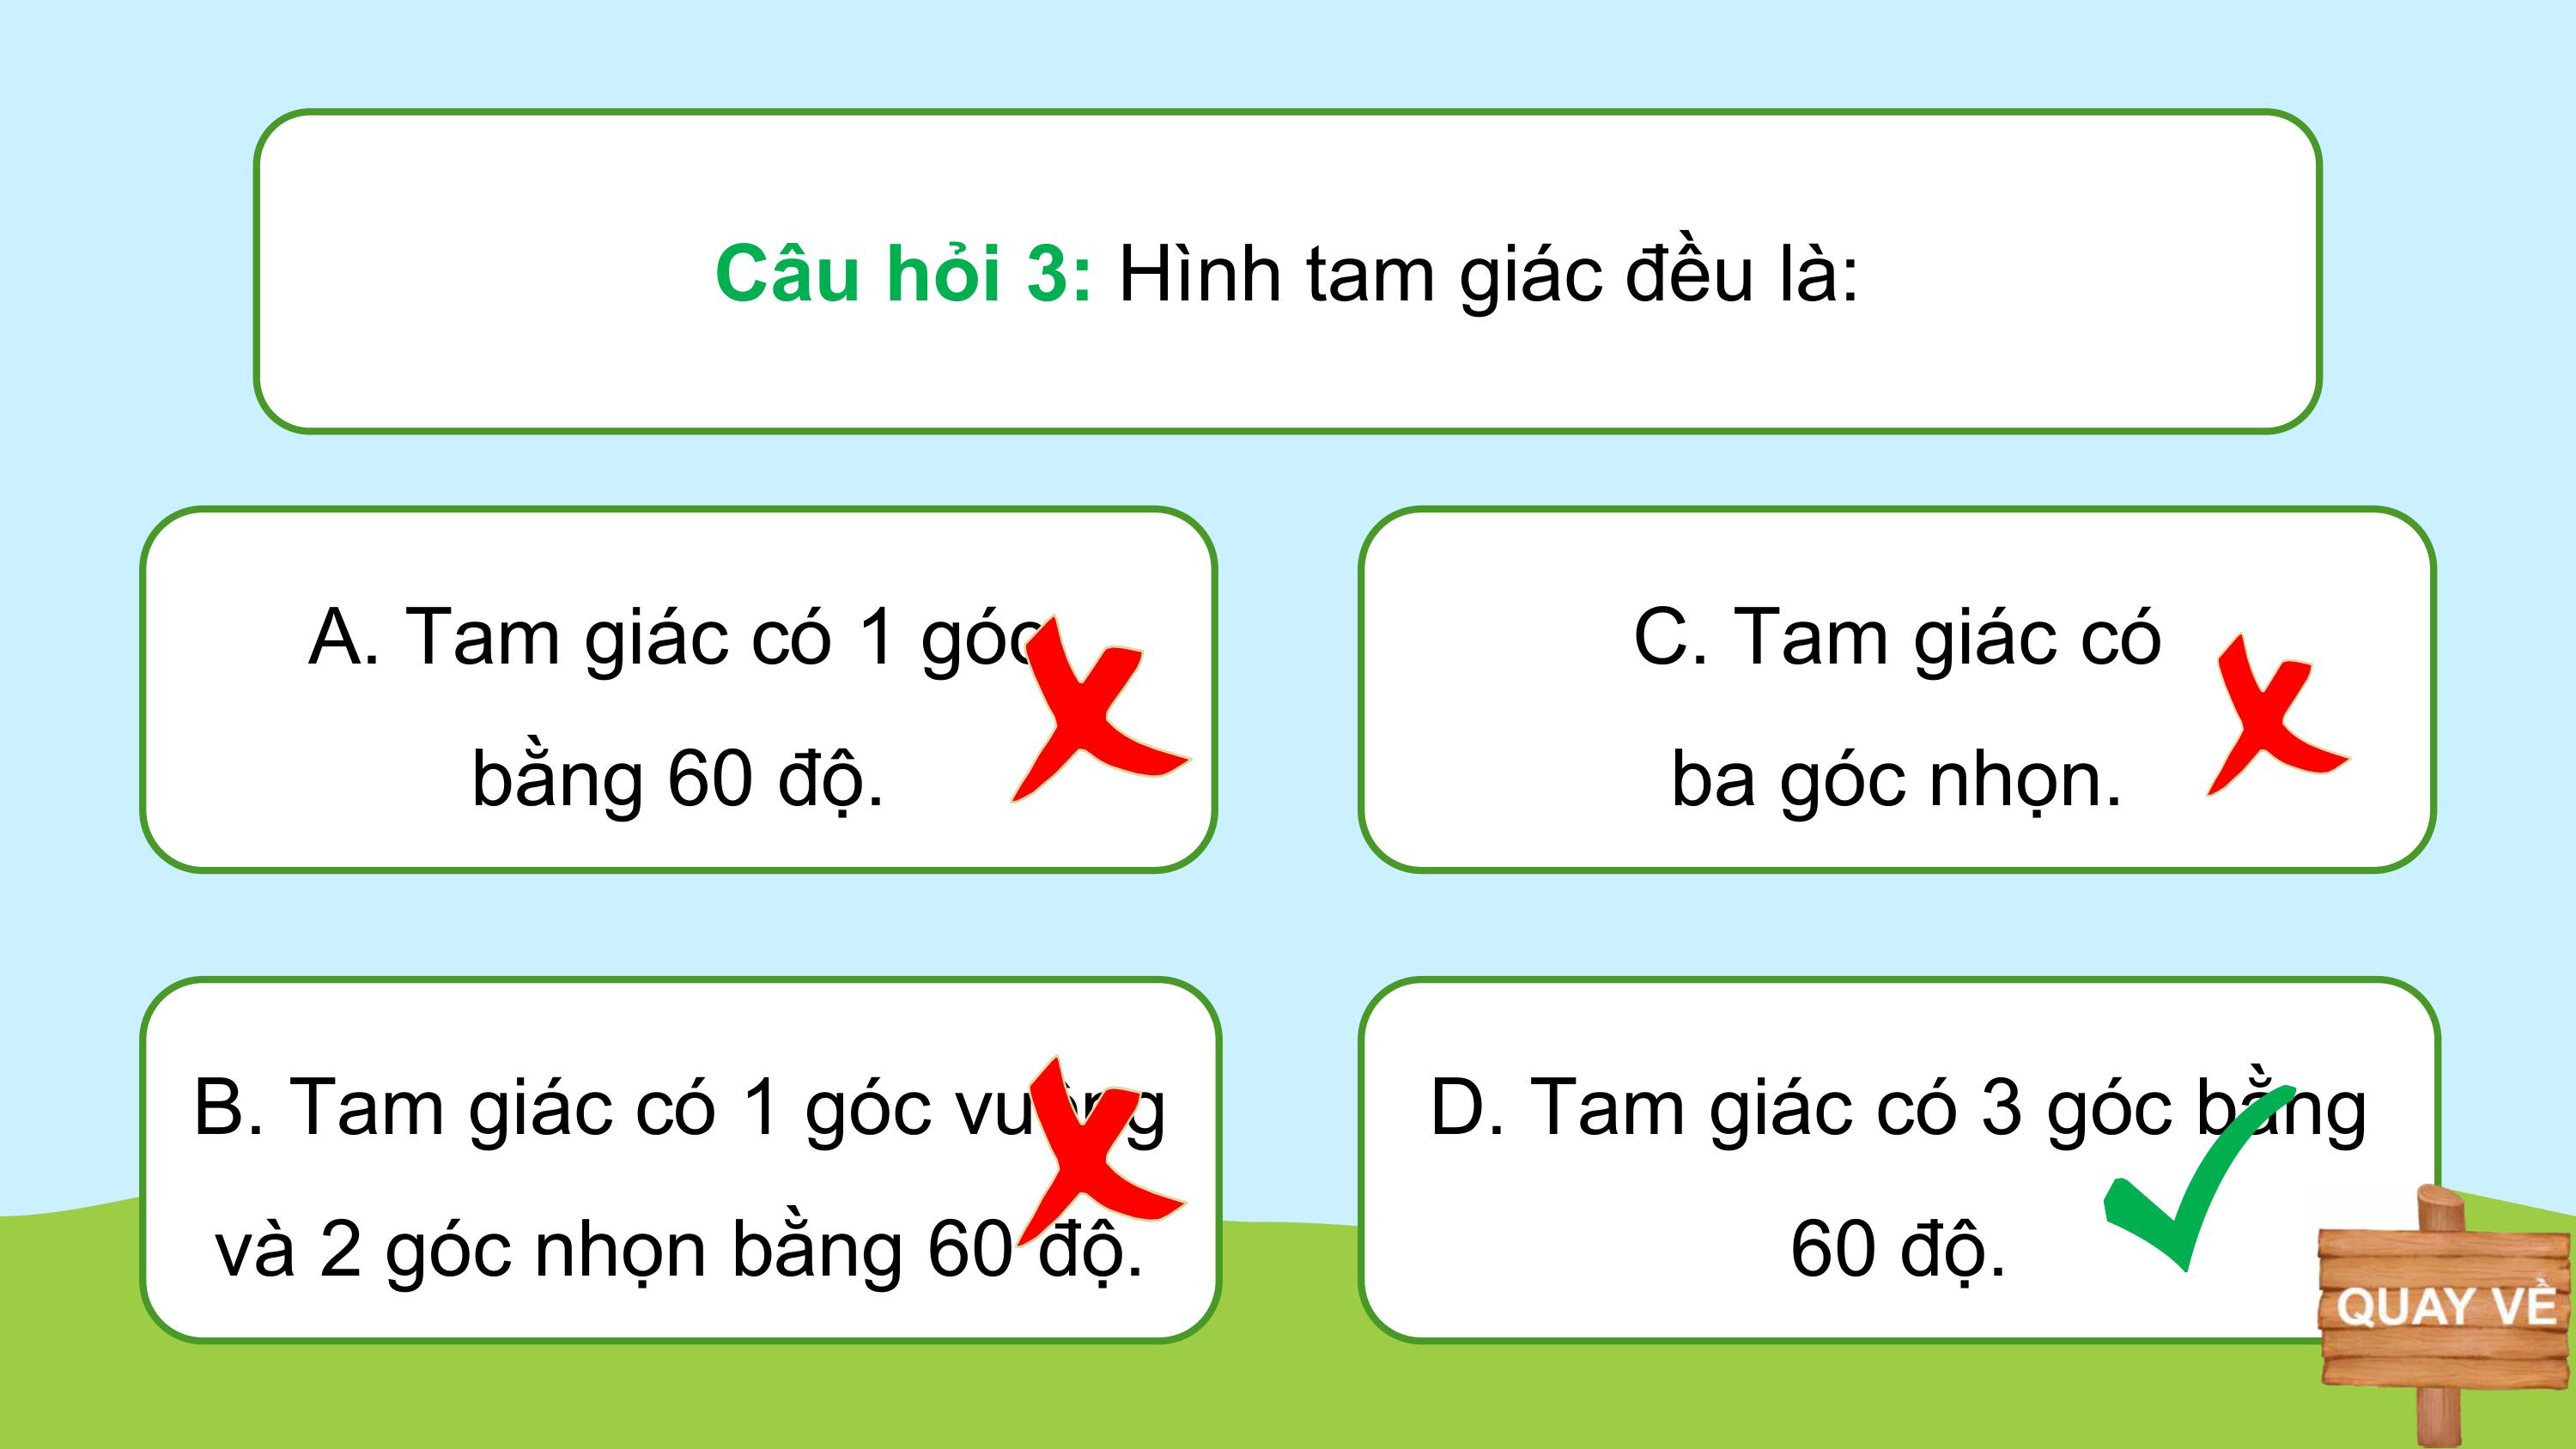 Câu hỏi 3: Hình tam giác đều là:
A. Tam giác có 1 góc
bằng 60 độ.
C. Tam giác có
ba góc nhọn.
B. Tam giác có 1 góc vuông
và 2 góc nhọn bằng 60 độ.
D. Tam giác có 3 góc bằng
60 độ.
QUAY VỀ